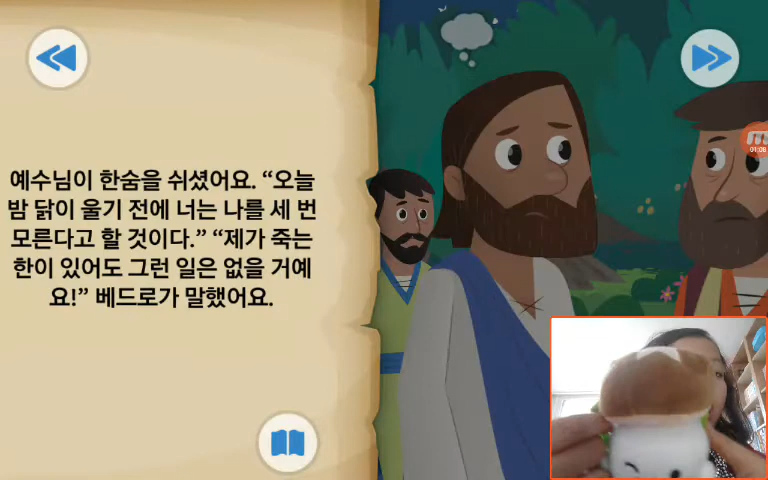 예수님이 한숨을 쉬셨어요. “오늘
밤 닭이 울기 전에 너는 나를 세 번
모른다고 할 것이다.” “제가 죽는
한이 있어도 그런 일은 없을 거예
요!” 베드로가 말했어요.
01:08